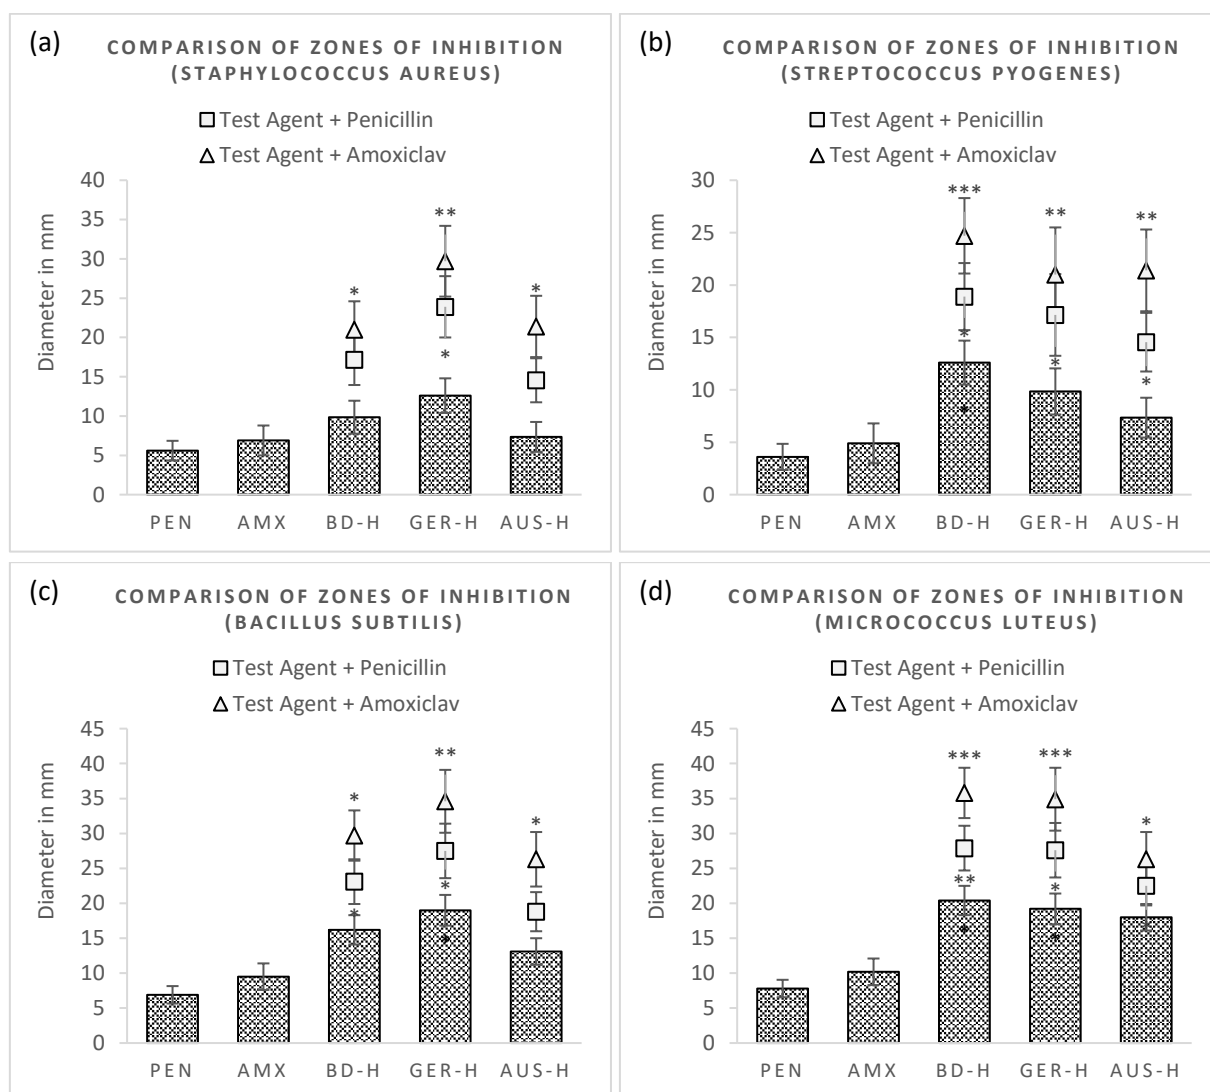 (a)
COMPARISON OF ZONES OF INHIBITION
(STAPHYLOCOCCUS AUREUS)
Test Agent + Penicillin
Test Agent + Amoxiclav
Diameter in mm
40
35
30
25
20
15
10
5
0
*
**
*
*
PEN AMX BD-H GER-H AUS-H
(b)
COMPARISON OF ZONES OF INHIBITION
(STREPTOCOCCUS PYOGENES)
Test Agent + Penicillin
Test Agent + Amoxiclav
Diameter in mm
30
25
20
15
10
5
0
***
**
**
*
*
*
*
PEN AMX BD-H GER-H AUS-H
(c)
COMPARISON OF ZONES OF INHIBITION
(BACILLUS SUBTILIS)
Test Agent + Penicillin
Test Agent + Amoxiclav
Diameter in mm
45
40
35
30
25
20
15
10
5
0
*
**
*
*
*
*
PEN AMX BD-H GER-H AUS-H
(d)
COMPARISON OF ZONES OF INHIBITION
(MICROCOCCUS LUTEUS)
Test Agent + Penicillin
Test Agent + Amoxiclav
Diameter in mm
45
40
35
30
25
20
15
10
5
0
***
***
*
**
*
*
*
PEN AMX BD-H GER-H AUS-H